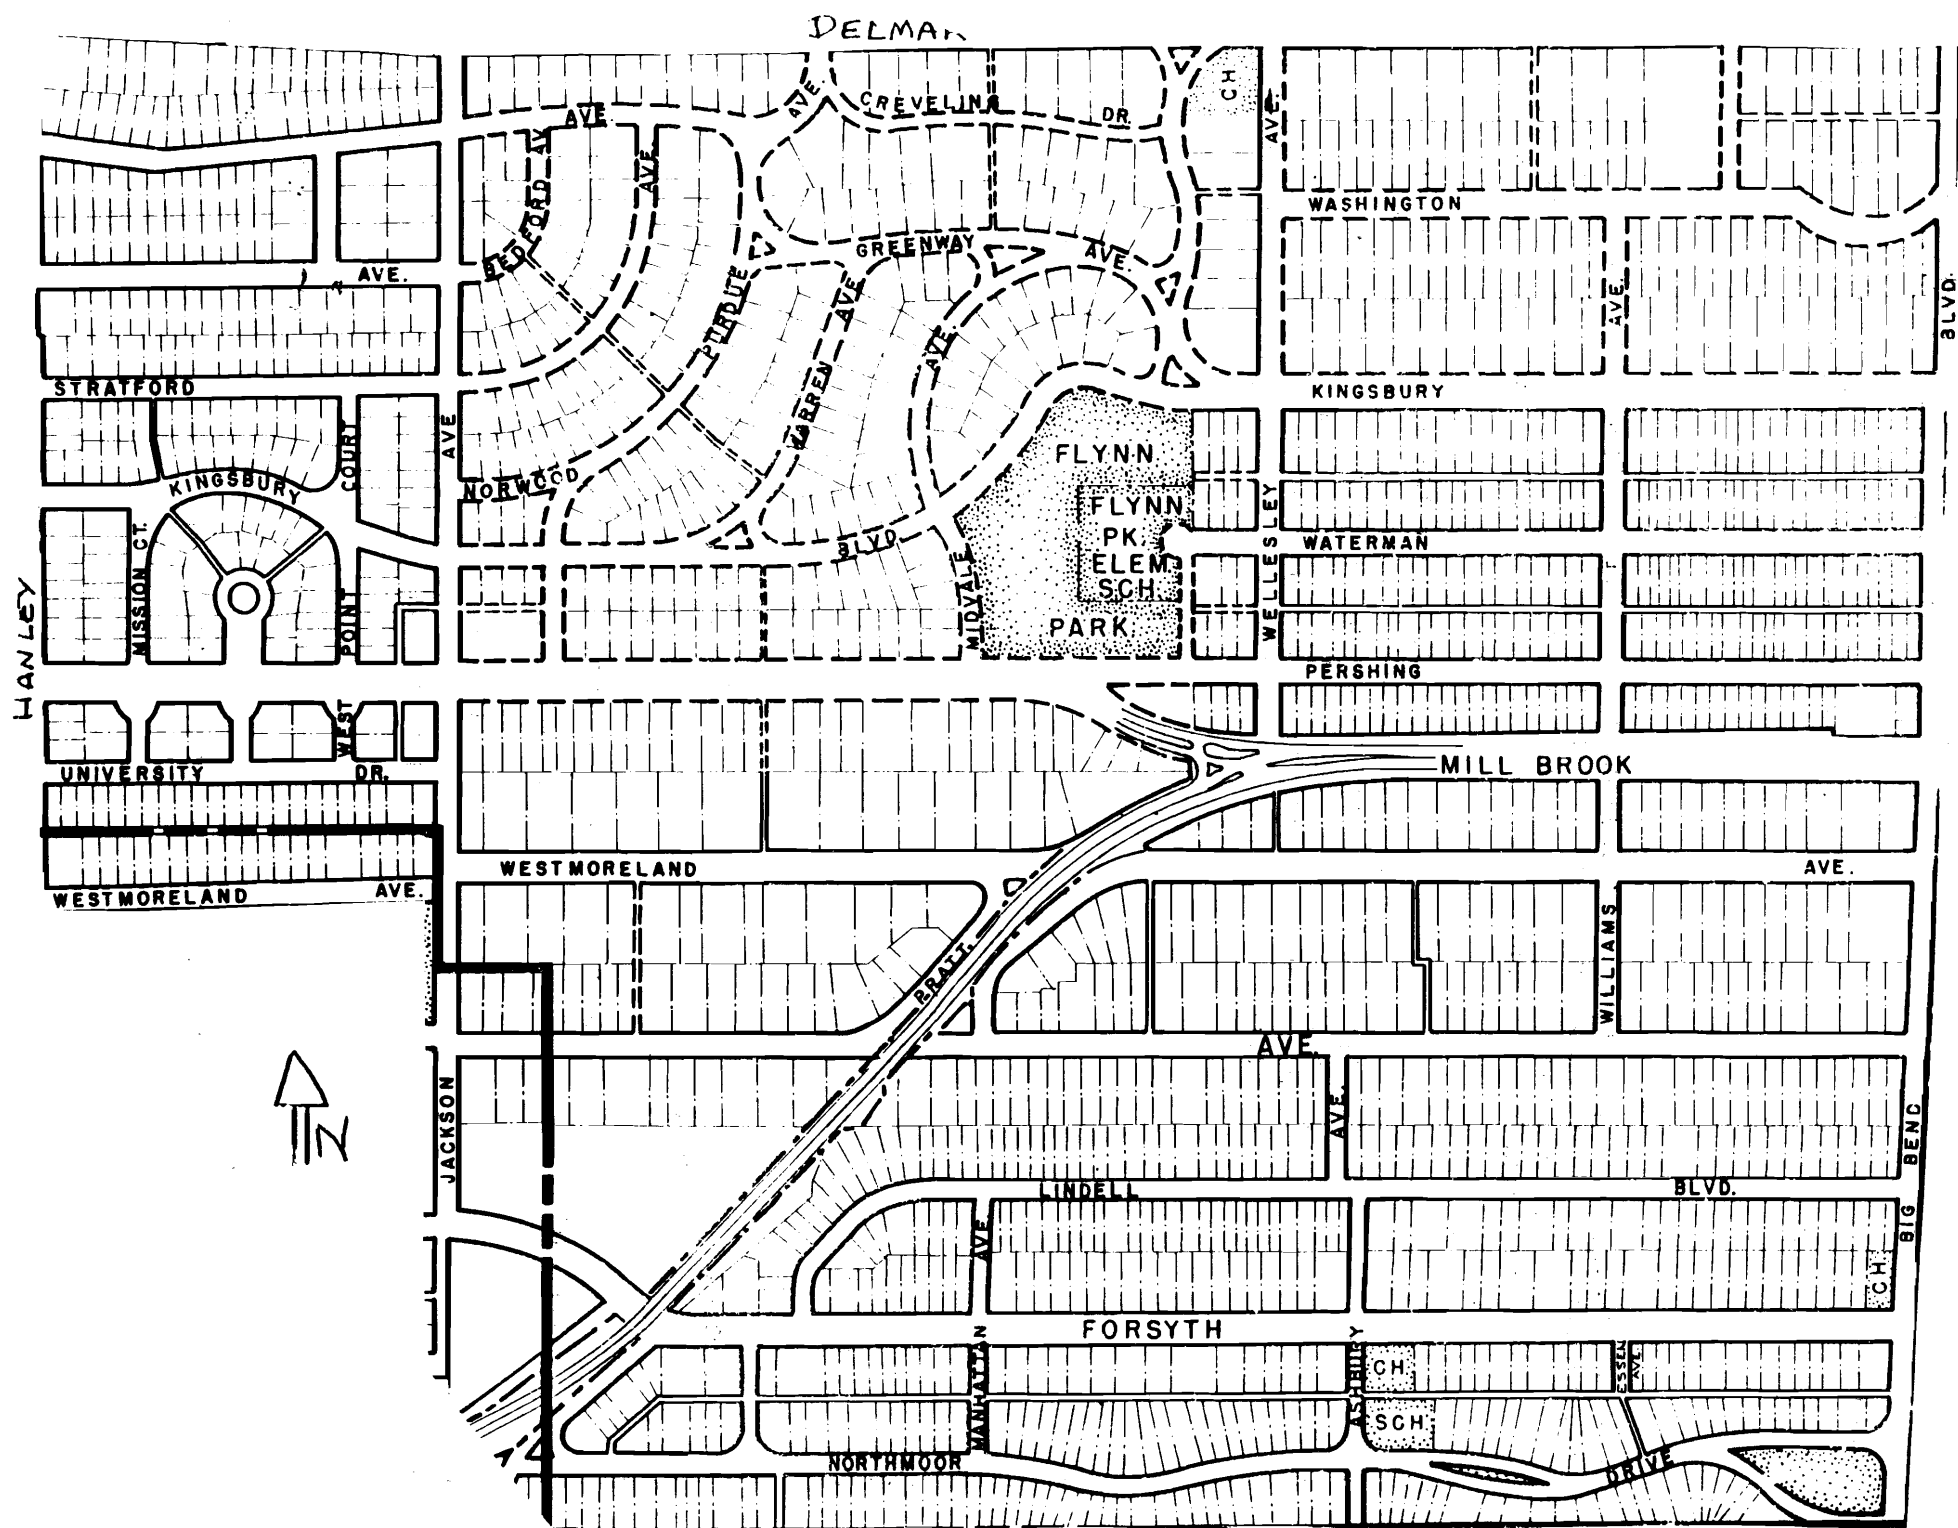 DELMAR
CH
CREVELING
AVE.
DR.
AVE
AVE.
AV
AVE.
BEDFORD
WASHINGTON
GREENWAY
AVE.
AVE.
PURDUE
AVE
AVE.
AVE.
BLVD.
STRATFORD
KINGSBURY
COURT
AVE
WARREN
FLYNN
KINGSBURY
NORWOOD
FLYNN
PK.
ELEM
SCH.
PARK
WELLESLEY
WATERMAN
BLVD.
MISSION CT.
MIDVALE
POINT
HANLEY
PERSHING
WEST
UNIVERSITY DR.
MILL BROOK
WESTMORELAND
AVE.
WESTMORELAND AVE.
WILLIAMS
PRATT
AVE.
N
JACKSON
AVE.
BEND
LINDELL
BLVD.
AVE.
BIG
CH.
FORSYTH
MANHATTAN
ASHBURY
CH
ESSEN
AVE
SCH
NORTHMOOR
DRIVE